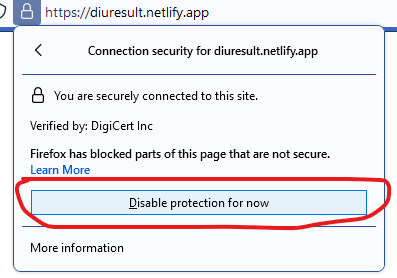 https://diuresult.netlify.app
Connection security for diuresult.netlify.app
You are securely connected to this site.
Verified by: DigiCert Inc
Firefox has blocked parts of this page that are not secure.
Learn More
Disable protection for now
More information